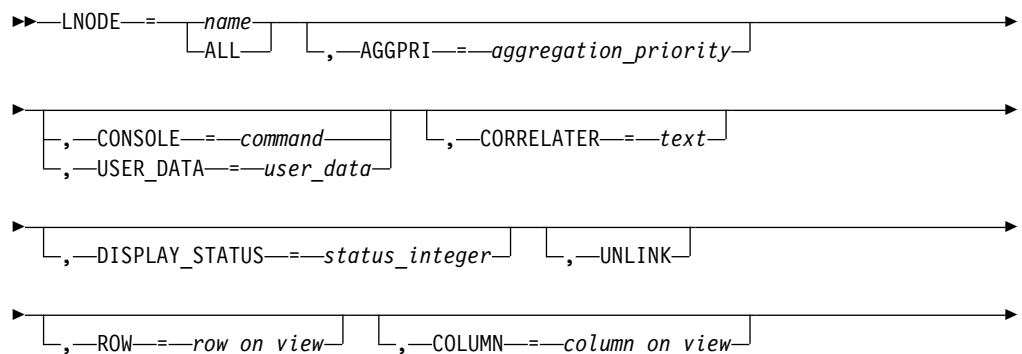 LNODE = name
ALL
, AGGPRI = aggregation_priority
, CONSOLE = command
, USER_DATA = user_data
, CORRELATER = text
, DISPLAY_STATUS = status_integer
, UNLINK
, ROW = row on view
, COLUMN = column on view